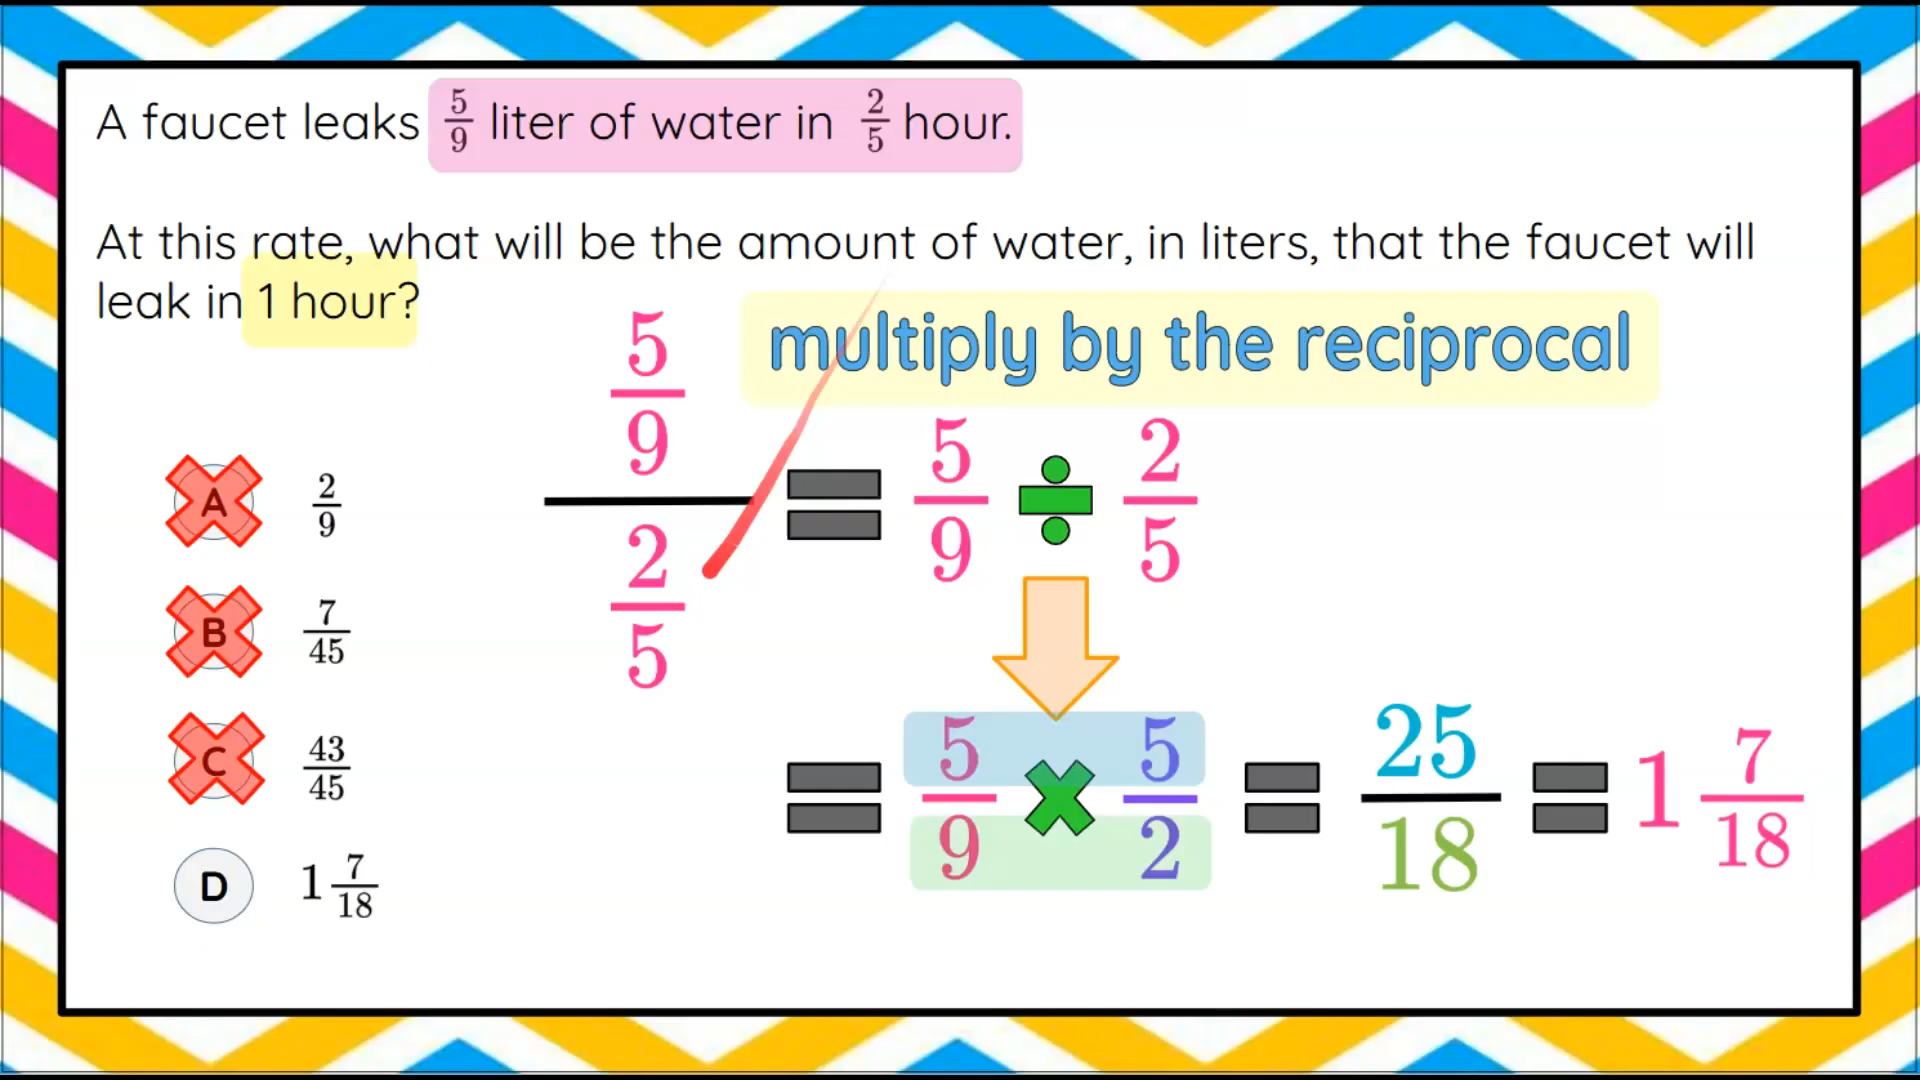 A faucet leaks 5/9 liter of water in 2/5 hour.
At this rate, what will be the amount of water, in liters, that the faucet will
leak in 1 hour?
multiply by the reciprocal
A 2/9
B 7/45
C 43/45
D 1 7/18
5/9 / 2/5 = 5/9 ÷ 2/5
= 5/9 × 5/2 = 25/18 = 1 7/18